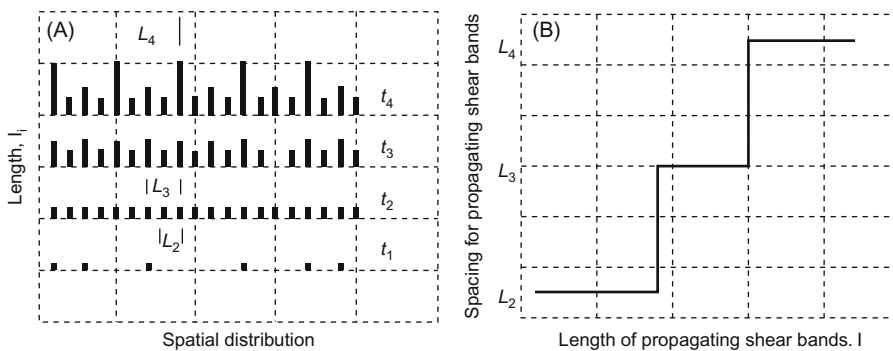 (A)
L4
t4
t3
L3
t2
L2
t1
Length, Ii
Spatial distribution
(B)
L4
L3
L2
Spacing for propagating shear bands
Length of propagating shear bands. I